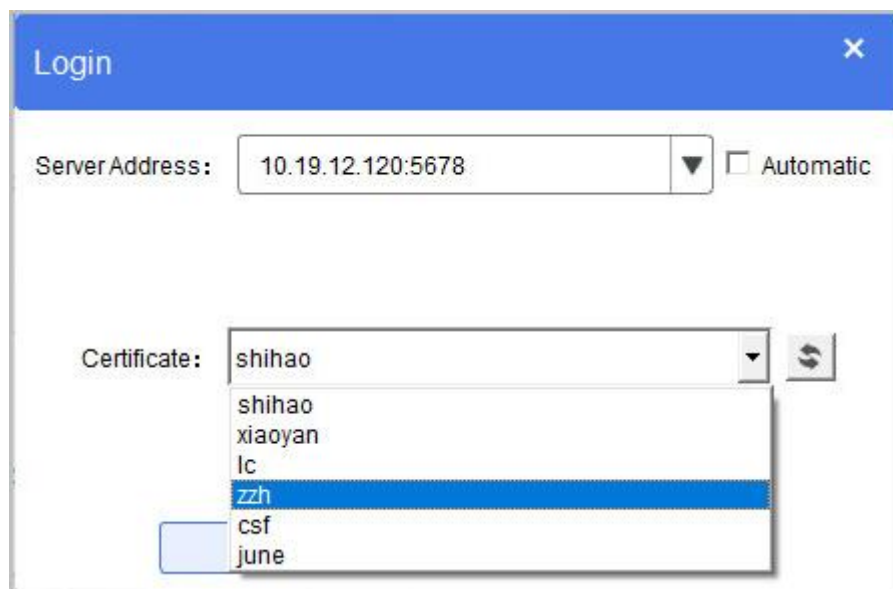 Login
Server Address： 10.19.12.120:5678 Automatic
Certificate： shihao
shihao
xiaoyan
lc
zzh
csf
june